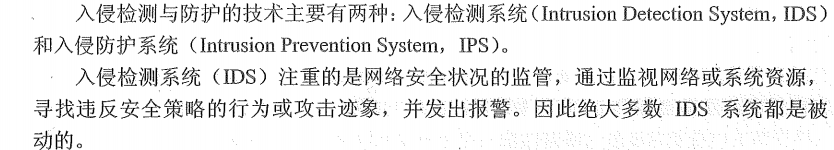 入侵检测与防护的技术主要有两种：入侵检测系统（Intrusion Detection System，IDS）
和入侵防护系统（Intrusion Prevention System，IPS）。
入侵检测系统（IDS）注重的是网络安全状况的监管，通过监视网络或系统资源，
寻找违反安全策略的行为或攻击迹象，并发出报警。因此绝大多数 IDS 系统都是被
动的。